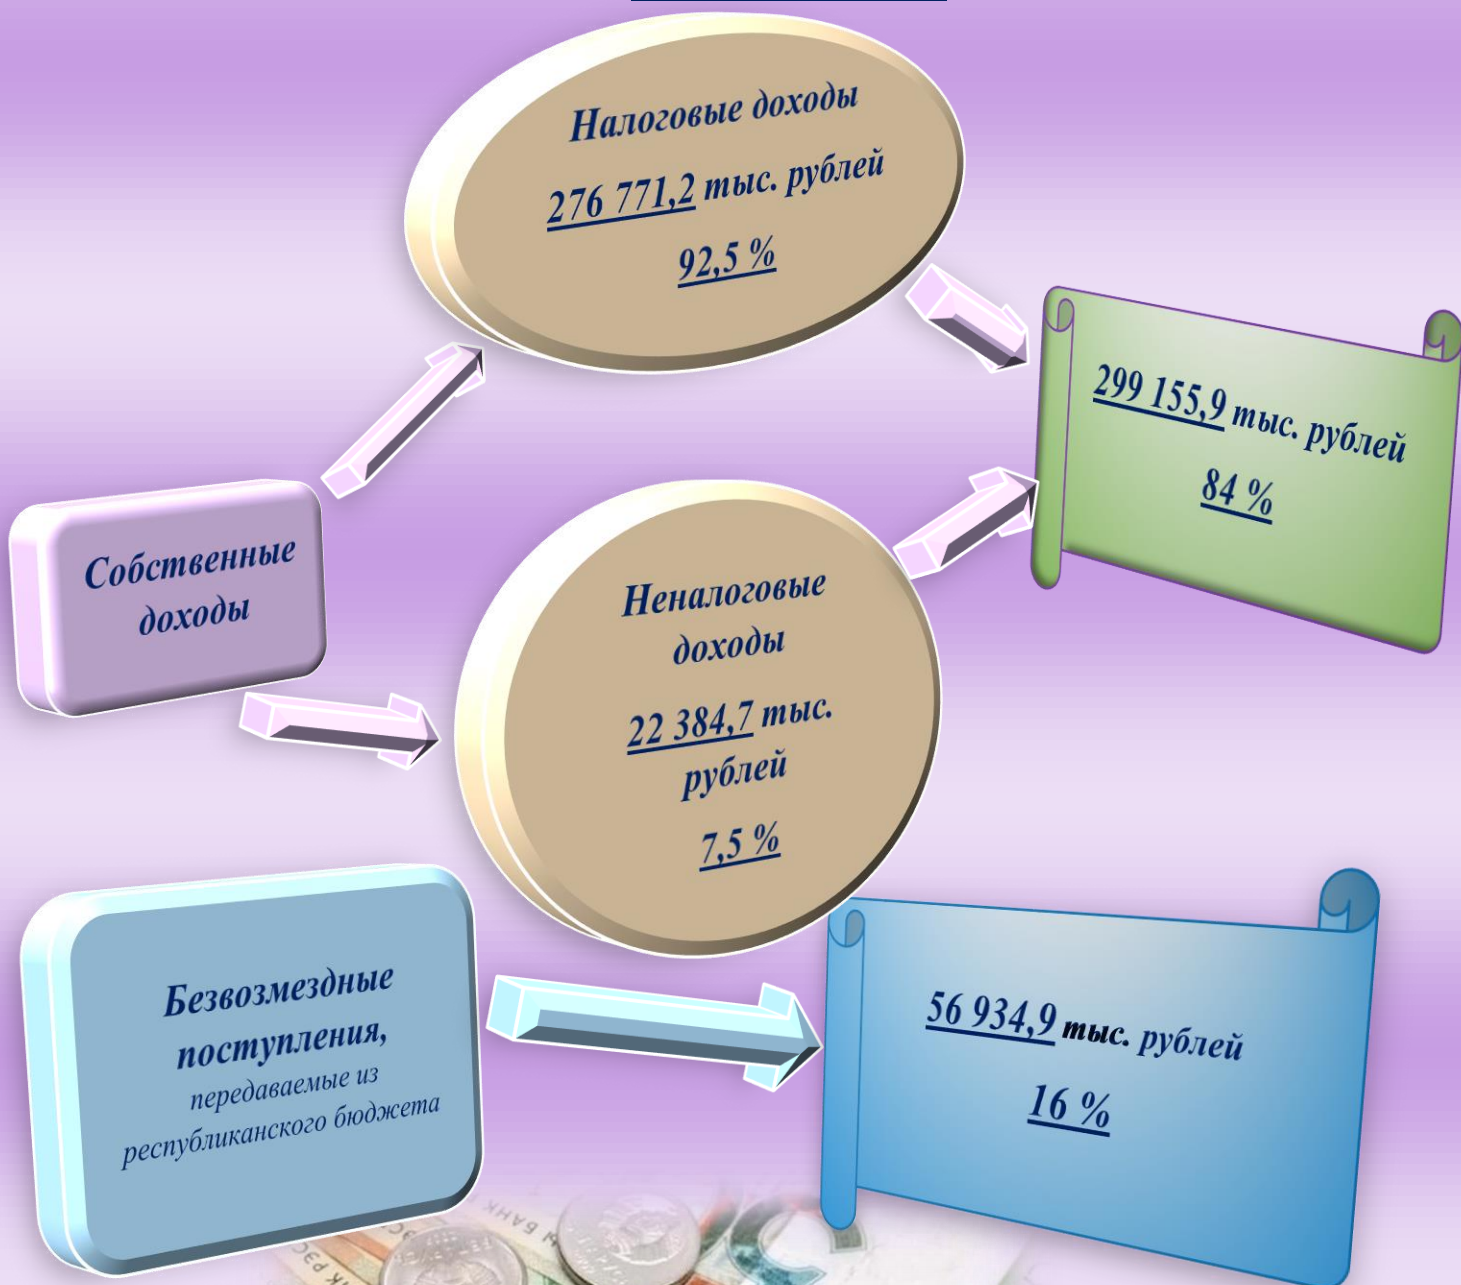 Налоговые доходы
276 771,2 тыс. рублей
92,5 %
299 155,9 тыс. рублей
84 %
Собственные
доходы
Неналоговые
доходы
22 384,7 тыс.
рублей
7,5 %
Безвозмездные
поступления,
передаваемые из
республиканского бюджета
56 934,9 тыс. рублей
16 %